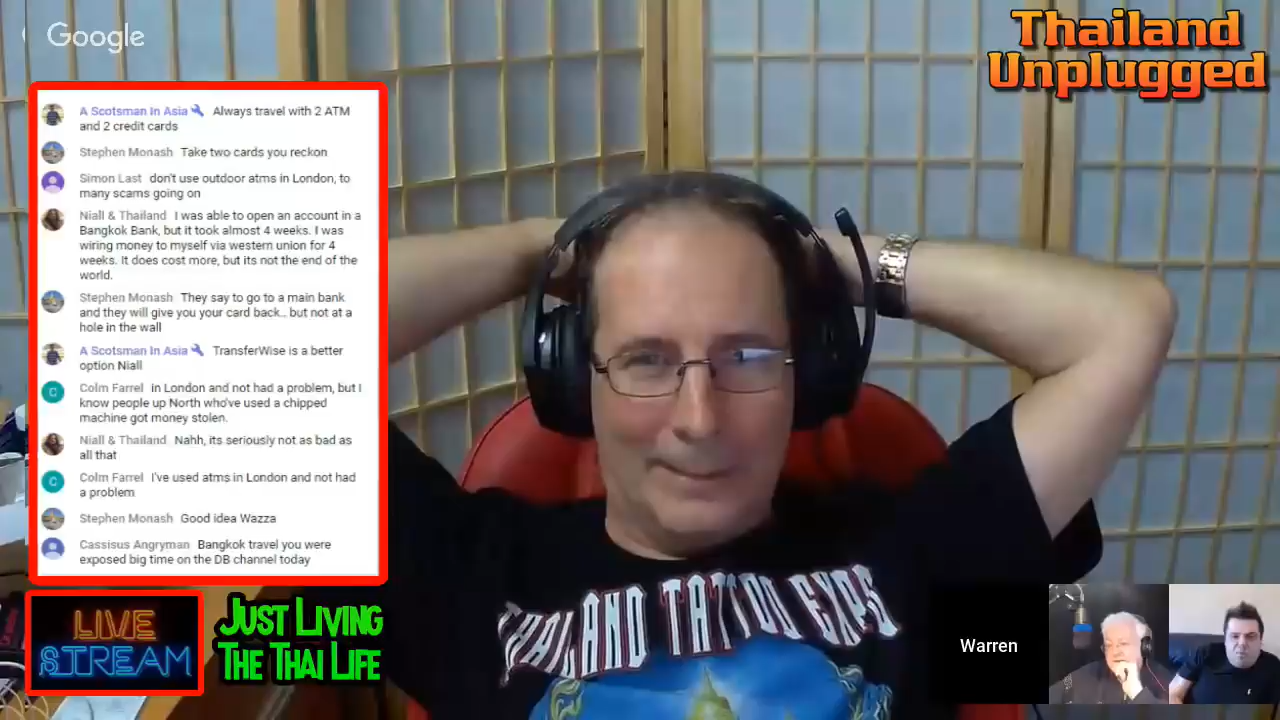 Google
Thailand
Unplugged
A Scotsman In Asia Always travel with 2 ATM
and 2 credit cards
Stephen Monash Take two cards you reckon
Simon Last don't use outdoor atms in London, to
many scams going on
Niall & Thailand I was able to open an account in a
Bangkok Bank, but it took almost 4 weeks. I was
wiring money to myself via western union for 4
weeks. It does cost more, but its not the end of the
world.
Stephen Monash They say to go to a main bank
and they will give you your card back.. but not at a
hole in the wall
A Scotsman In Asia TransferWise is a better
option Niall
C
Colm Farrel in London and not had a problem, but I
know people up North who've used a chipped
machine got money stolen.
Niall & Thailand Nahh, its seriously not as bad as
all that
C
Colm Farrel I've used atms in London and not had
a problem
Stephen Monash Good idea Wazza
Cassisus Angryman Bangkok travel you were
exposed big time on the DB channel today
LIVE
STREAM
JUST LIVING
THE THAI LIFE
THAILAND TATTOO EXPO
Warren